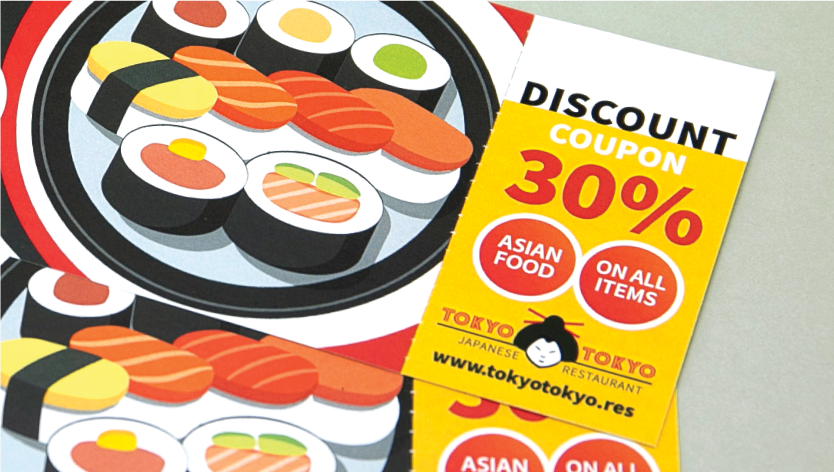 DISCOUNT
COUPON
30%
ASIAN
FOOD
ON ALL
ITEMS
TOKYO
TOKYO
JAPANESE
RESTAURANT
www.tokyotokyo.res
ASIAN
ON ALL